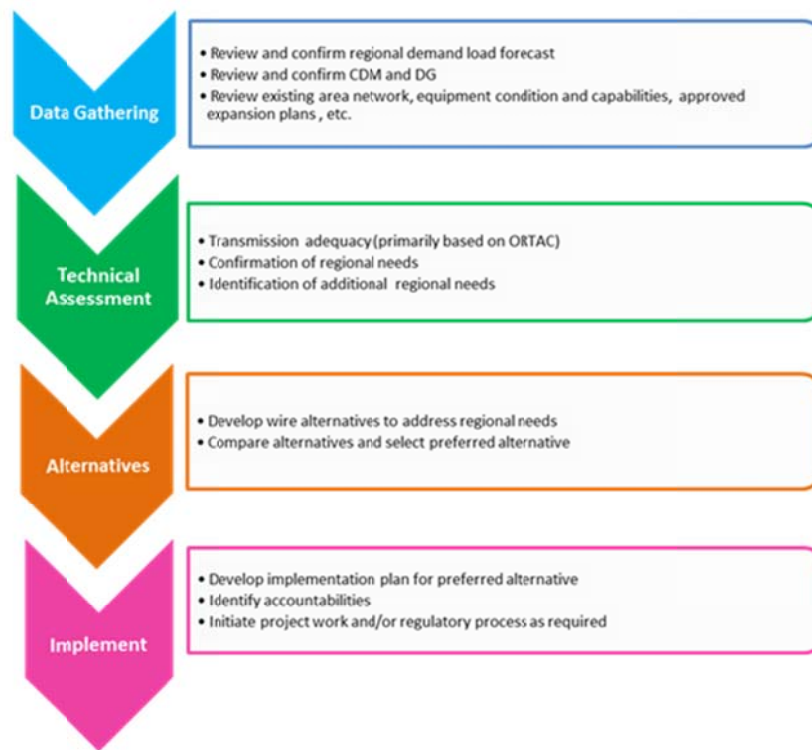 Data Gathering
• Review and confirm regional demand load forecast
• Review and confirm CDM and DG
• Review existing area network, equipment condition and capabilities, approved
expansion plans , etc.
Technical
Assessment
• Transmission adequacy(primarily based on ORTAC)
• Confirmation of regional needs
• Identification of additional regional needs
Alternatives
• Develop wire alternatives to address regional needs
• Compare alternatives and select preferred alternative
Implement
• Develop implementation plan for preferred alternative
• Identify accountabilities
• Initiate project work and/or regulatory process as required